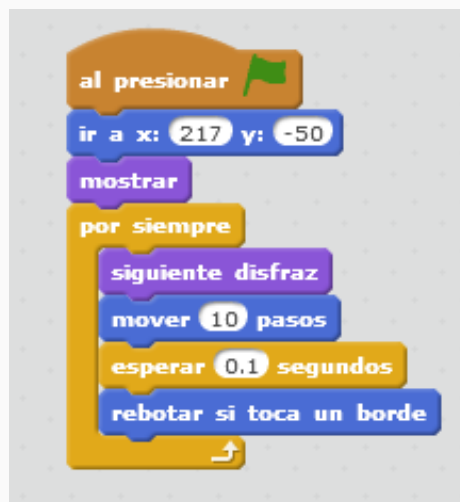 al presionar
ir a x: 217 y: -50
mostrar
por siempre
siguiente disfraz
mover 10 pasos
esperar 0.1 segundos
rebotar si toca un borde